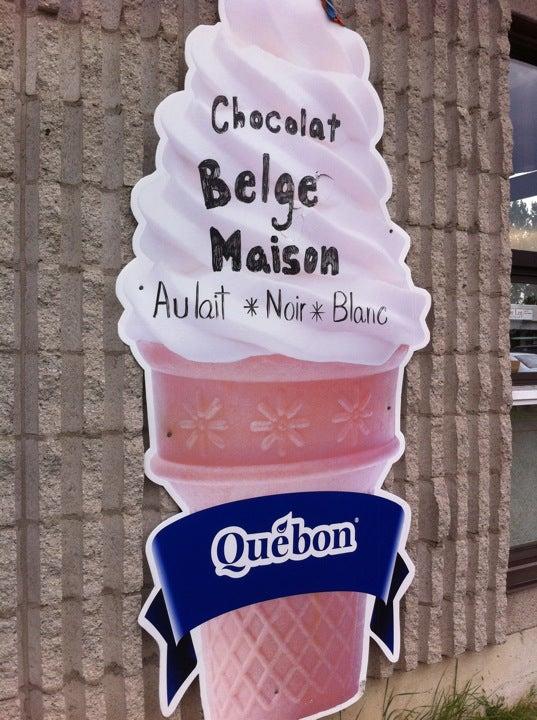 Chocolat
Belge
Maison
Au lait * Noir * Blanc
Québon